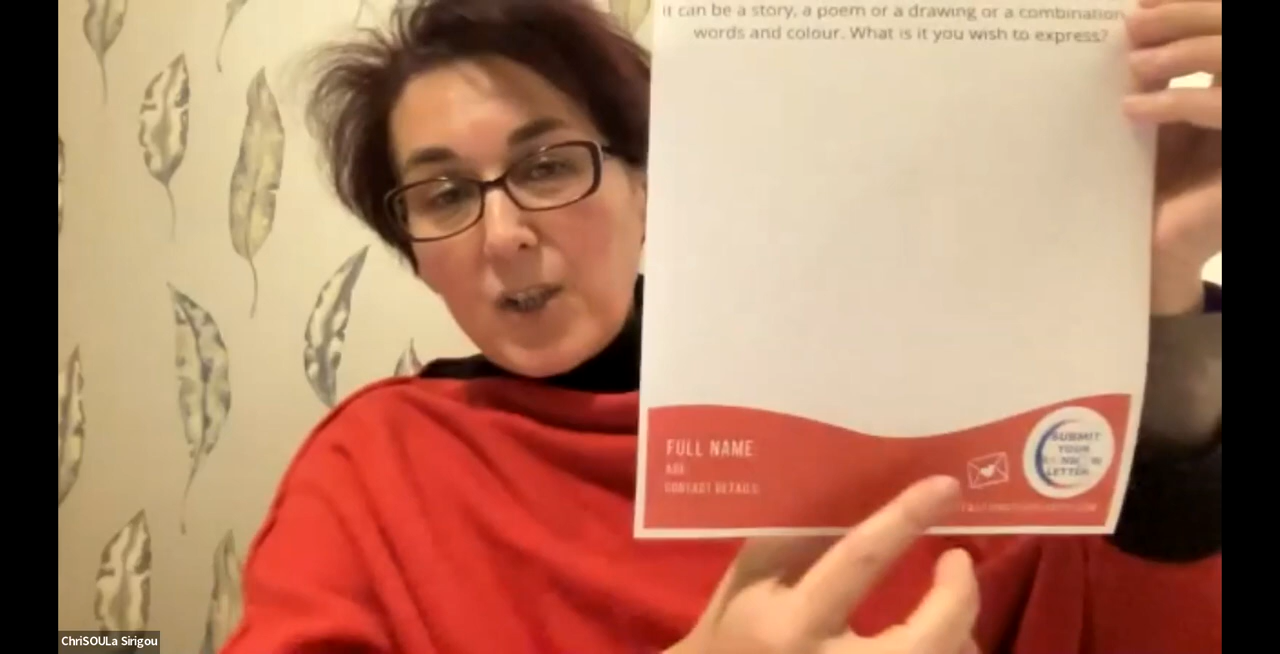 it can be a story, a poem or a drawing or a combination
words and colour. What is it you wish to express?
FULL NAME
AGE
CONTACT DETAILS
SUBMIT
YOUR
LETTER
ChriSOULa Sirigou